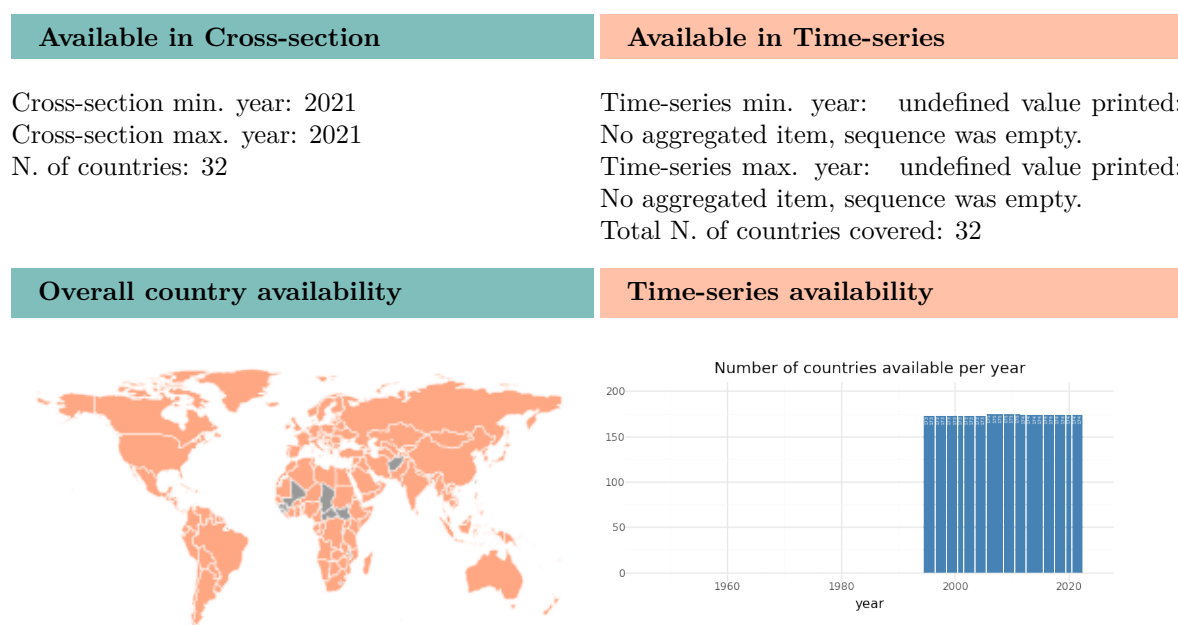 Available in Cross-section
Cross-section min. year: 2021
Cross-section max. year: 2021
N. of countries: 32
Available in Time-series
Time-series min. year: undefined value printed:
No aggregated item, sequence was empty.
Time-series max. year: undefined value printed:
No aggregated item, sequence was empty.
Total N. of countries covered: 32
Overall country availability
Time-series availability
Number of countries available per year
200
150
100
50
0
1960 1980 2000 2020
year